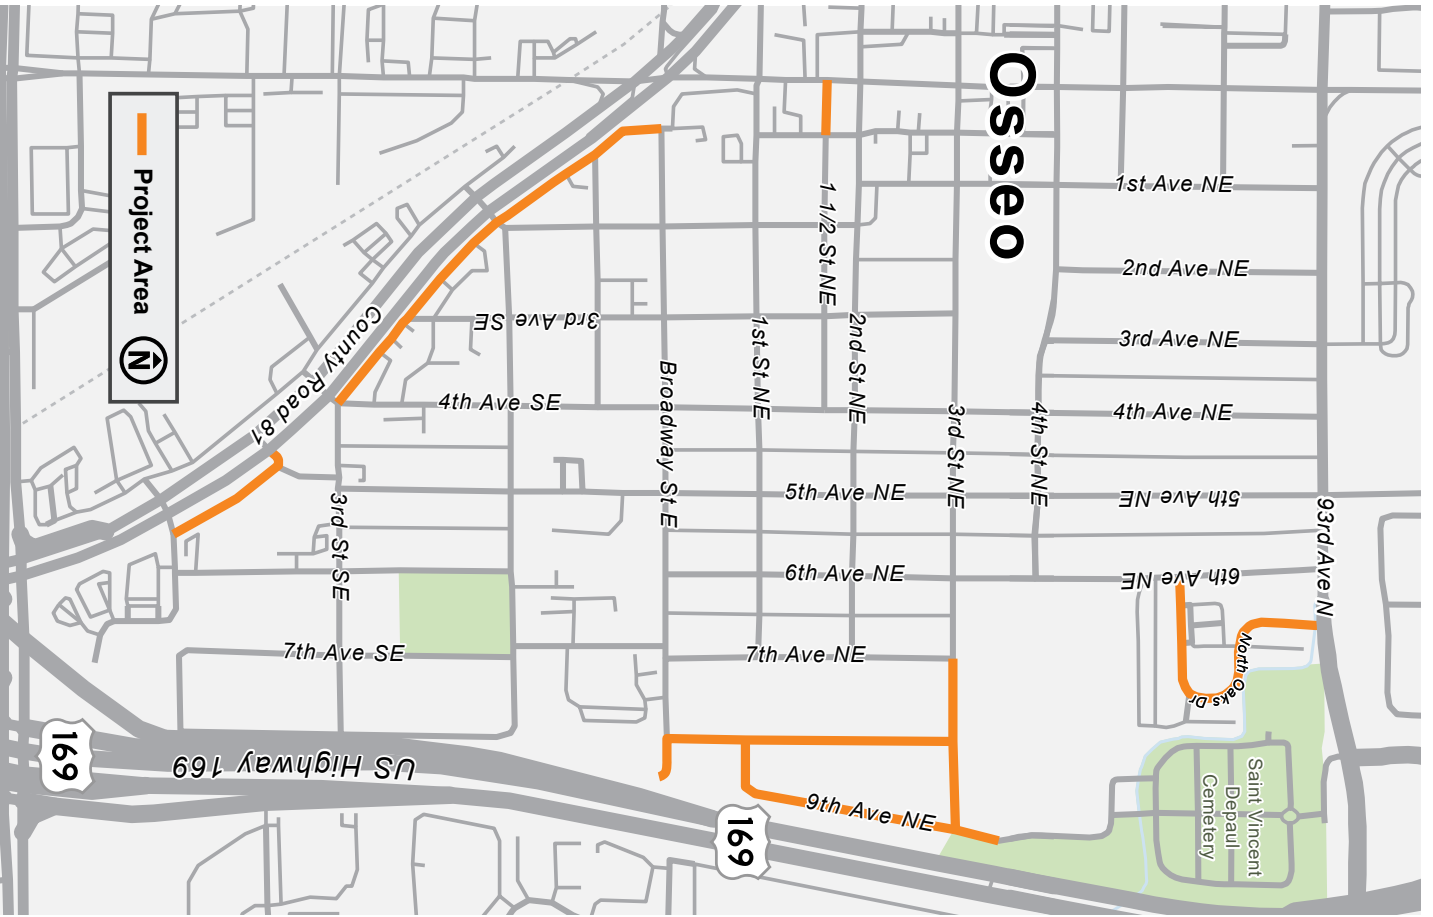 Osseo
Project Area
N
1st Ave NE
2nd Ave NE
3rd Ave NE
4th Ave NE
5th Ave NE
6th Ave NE
93rd Ave N
North Oaks Dr
Saint Vincent
Depaul
Cemetery
1 1/2 St NE
1st St NE
2nd St NE
3rd St NE
4th St NE
3rd Ave SE
4th Ave SE
Broadway St E
County Road 81
5th Ave NE
6th Ave NE
7th Ave NE
3rd St SE
7th Ave SE
9th Ave NE
US Highway 169
169
169